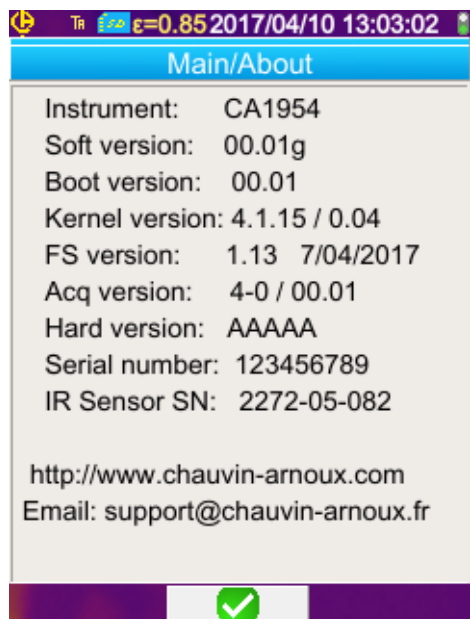 TR ε=0.85 2017/04/10 13:03:02
Main/About
Instrument: CA1954
Soft version: 00.01g
Boot version: 00.01
Kernel version: 4.1.15 / 0.04
FS version: 1.13 7/04/2017
Acq version: 4-0 / 00.01
Hard version: AAAAA
Serial number: 123456789
IR Sensor SN: 2272-05-082
http://www.chauvin-arnoux.com
Email: support@chauvin-arnoux.fr